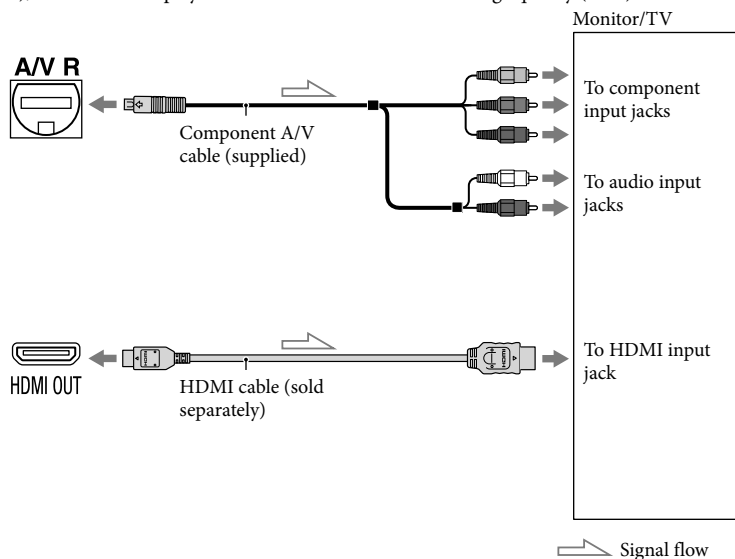 Monitor/TV
A/V R
Component A/V
cable (supplied)
To component
input jacks
To audio input
jacks
HDMI OUT
HDMI cable (sold
separately)
To HDMI input
jack
Signal flow